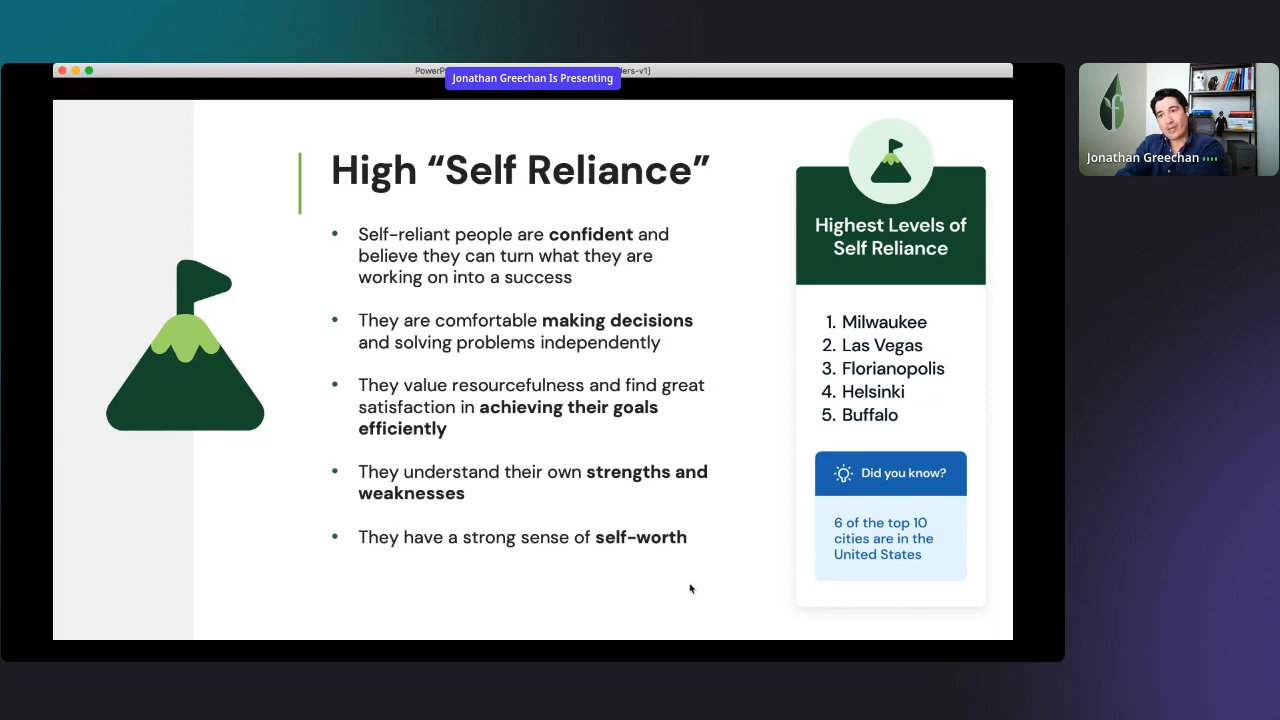 PowerP
ders-v1]
Jonathan Greechan Is Presenting
Jonathan Greechan
High “Self Reliance”
• Self-reliant people are confident and
believe they can turn what they are
working on into a success
• They are comfortable making decisions
and solving problems independently
• They value resourcefulness and find great
satisfaction in achieving their goals
efficiently
• They understand their own strengths and
weaknesses
• They have a strong sense of self-worth
Highest Levels of
Self Reliance
1. Milwaukee
2. Las Vegas
3. Florianopolis
4. Helsinki
5. Buffalo
Did you know?
6 of the top 10
cities are in the
United States